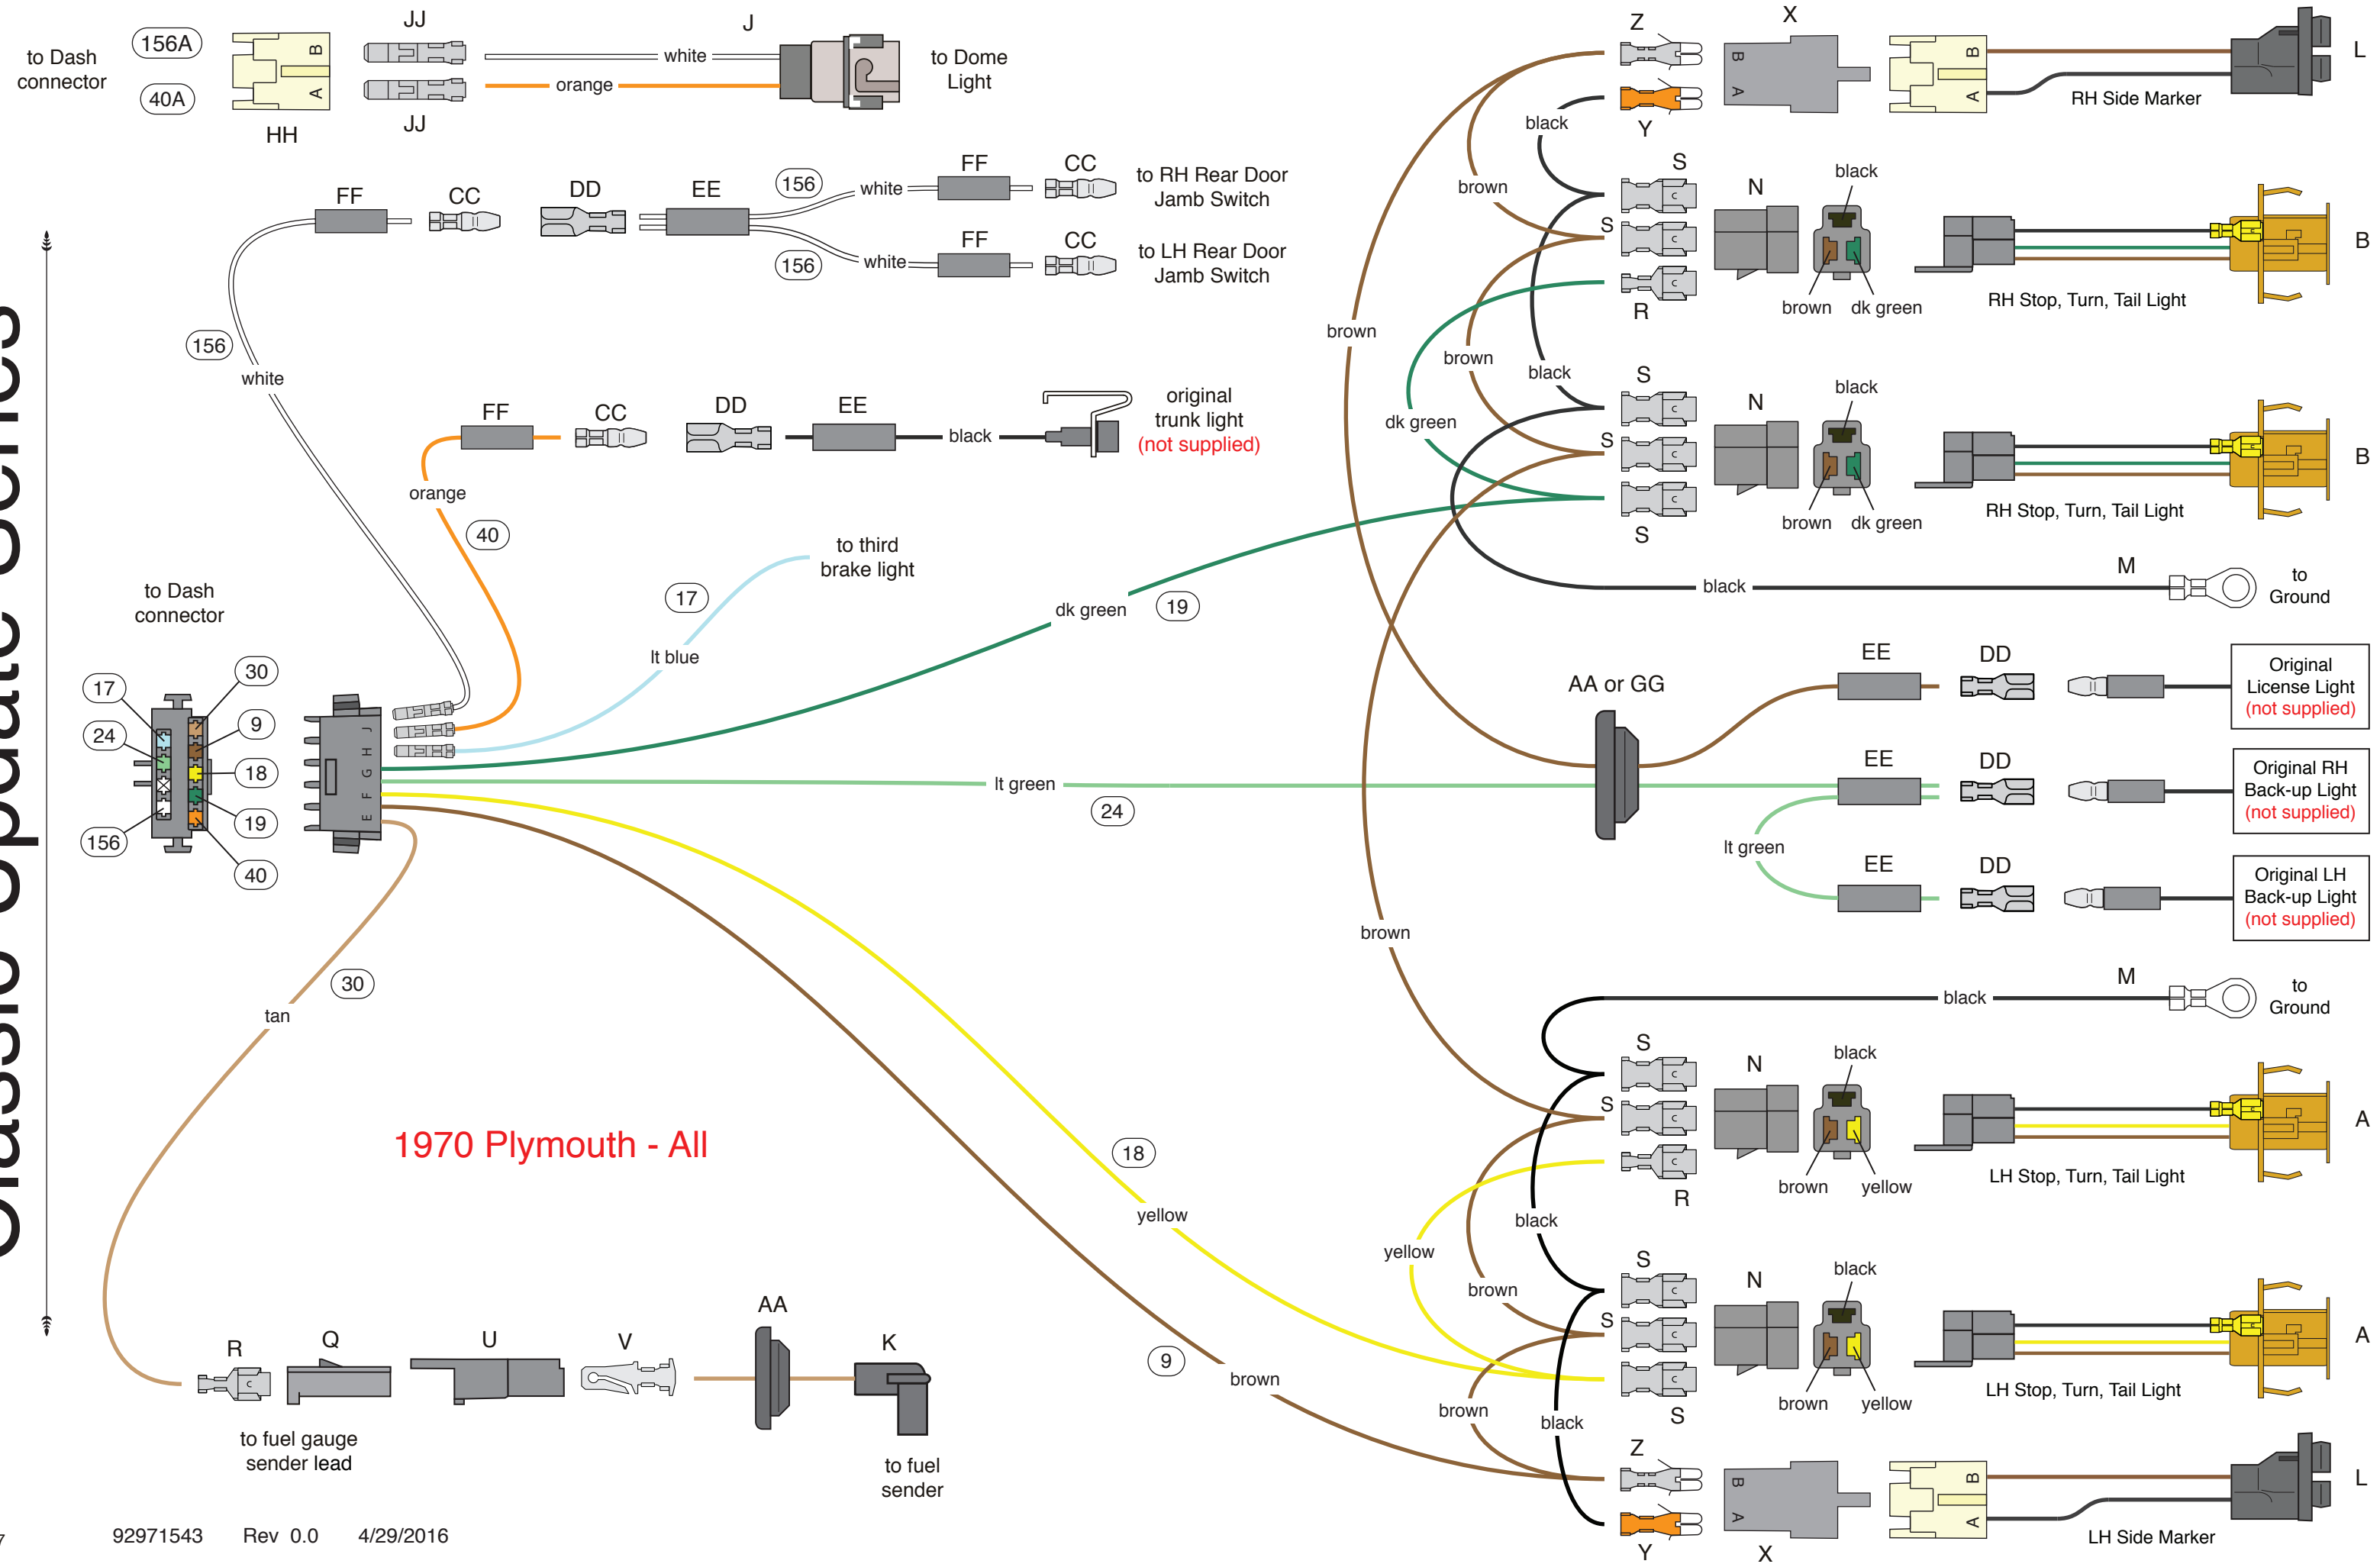 Classic Update Series
to Dash
connector
156A
40A
B
A
HH
JJ
JJ
white
orange
J
to Dome
Light
FF
CC
DD
EE
156
white
FF
CC
to RH Rear Door
Jamb Switch
156
white
FF
CC
to LH Rear Door
Jamb Switch
156
white
FF
CC
DD
EE
black
original
trunk light
(not supplied)
orange
40
to third
brake light
17
lt blue
to Dash
connector
17
24
156
30
9
18
19
40
J
H
G
F
E
dk green
19
lt green
24
30
tan
1970 Plymouth - All
18
yellow
9
brown
R
Q
U
V
AA
K
to fuel gauge
sender lead
to fuel
sender
92971543 Rev 0.0 4/29/2016
7
Z
X
B
A
B
A
L
Y
RH Side Marker
black
brown
S
S
C
C
C
R
N
black
brown
dk green
RH Stop, Turn, Tail Light
B
brown
brown
black
dk green
S
S
C
C
C
S
N
black
brown
dk green
RH Stop, Turn, Tail Light
B
black
M
to
Ground
AA or GG
EE
DD
Original
License Light
(not supplied)
EE
DD
Original RH
Back-up Light
(not supplied)
lt green
EE
DD
Original LH
Back-up Light
(not supplied)
brown
black
M
to
Ground
S
S
C
C
C
R
N
black
brown
yellow
LH Stop, Turn, Tail Light
A
black
yellow
brown
S
S
C
C
C
S
N
black
brown
yellow
LH Stop, Turn, Tail Light
A
brown
black
Z
B
A
B
A
L
Y
X
LH Side Marker
C